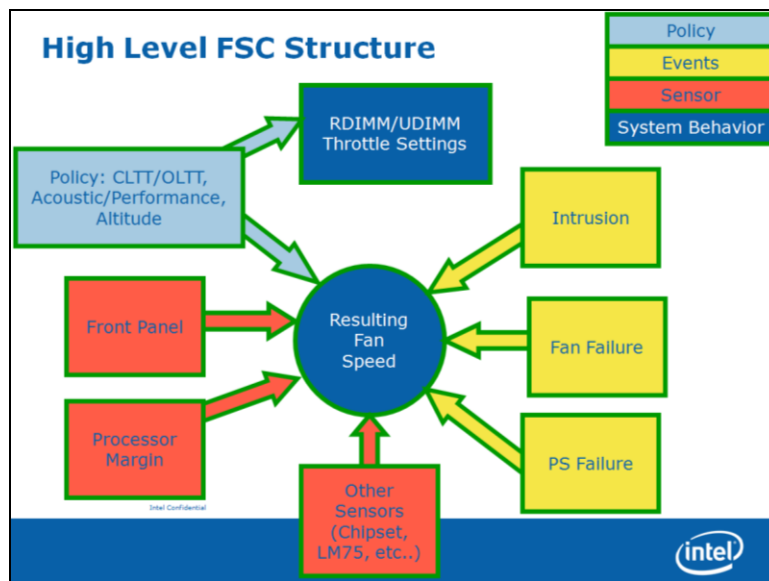 High Level FSC Structure
Policy
Events
Sensor
System Behavior
RDIMM/UDIMM
Throttle Settings
Policy: CLTT/OLTT,
Acoustic/Performance,
Altitude
Intrusion
Front Panel
Resulting
Fan
Speed
Fan Failure
Processor
Margin
PS Failure
Other
Sensors
(Chipset,
LM75, etc..)
Intel Confidential
intel